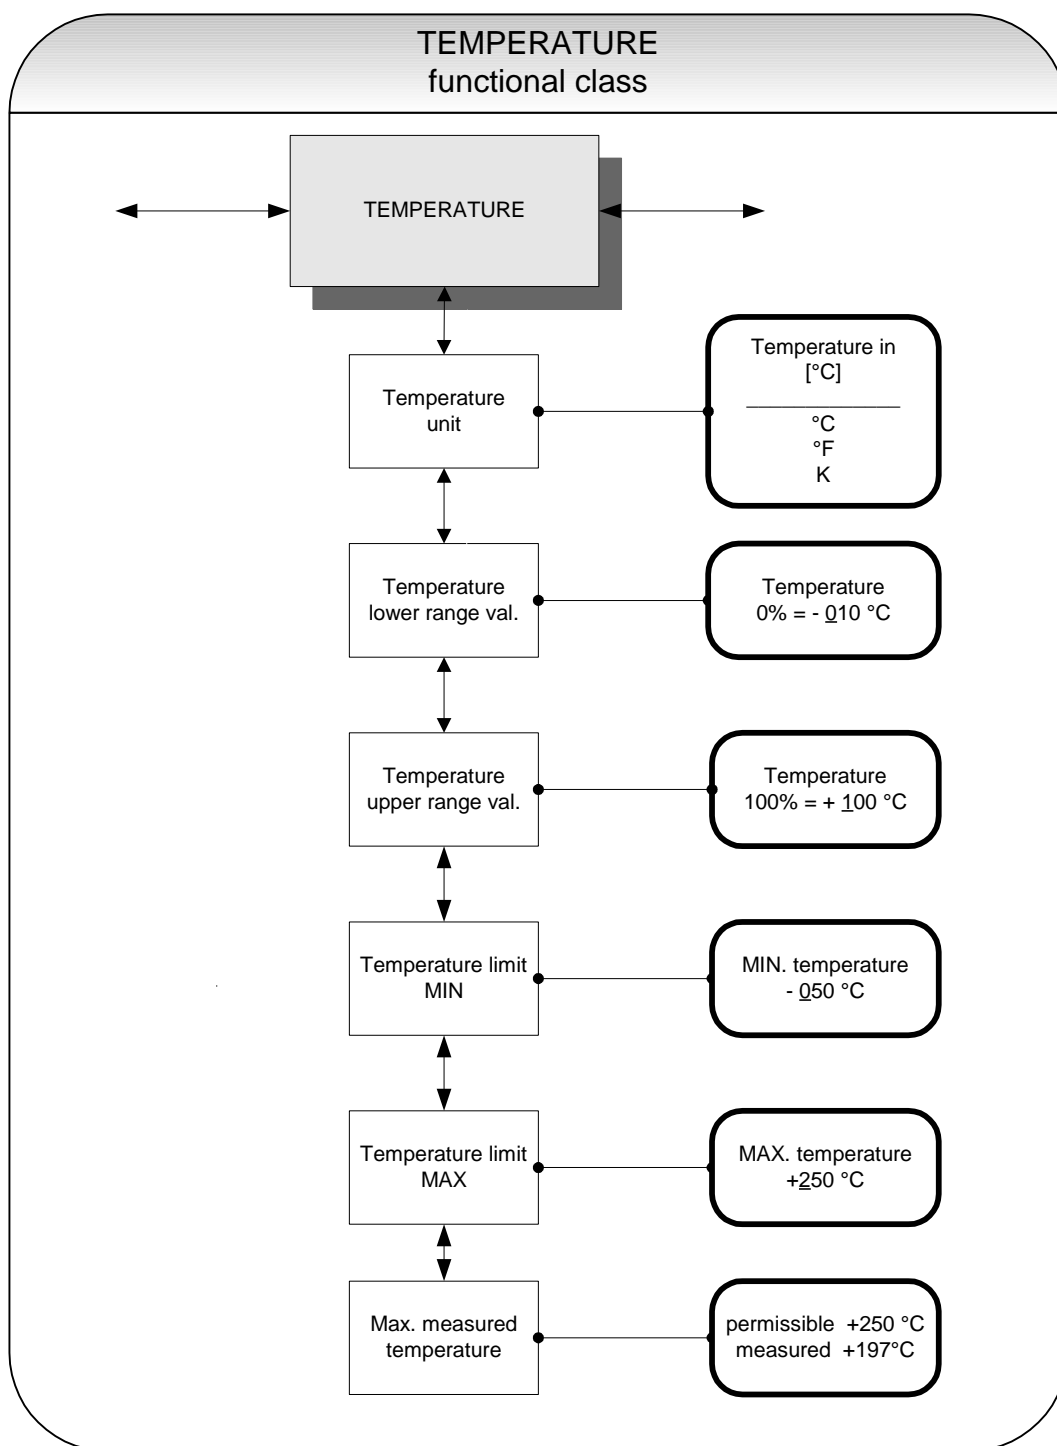 TEMPERATURE
functional class
TEMPERATURE
Temperature
unit
Temperature in
[°C]
°C
°F
K
Temperature
lower range val.
Temperature
0% = - 010 °C
Temperature
upper range val.
Temperature
100% = + 100 °C
Temperature limit
MIN
MIN. temperature
- 050 °C
Temperature limit
MAX
MAX. temperature
+250 °C
Max. measured
temperature
permissible +250 °C
measured +197°C